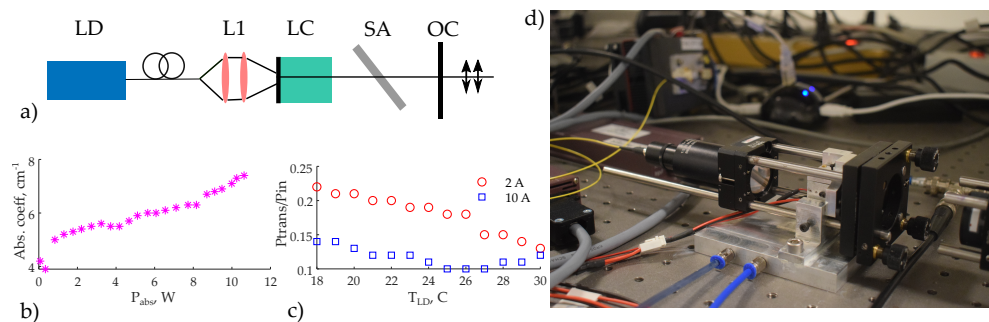 LD
L1
LC
SA
OC
a)
d)
Abs. coeff, cm⁻¹
8
6
4
0
2
4
6
8
10
12
P_abs, W
b)
Ptrans/Pin
0.25
0.2
0.15
0.1
18
20
22
24
26
28
30
T_LD, C
2 A
10 A
c)